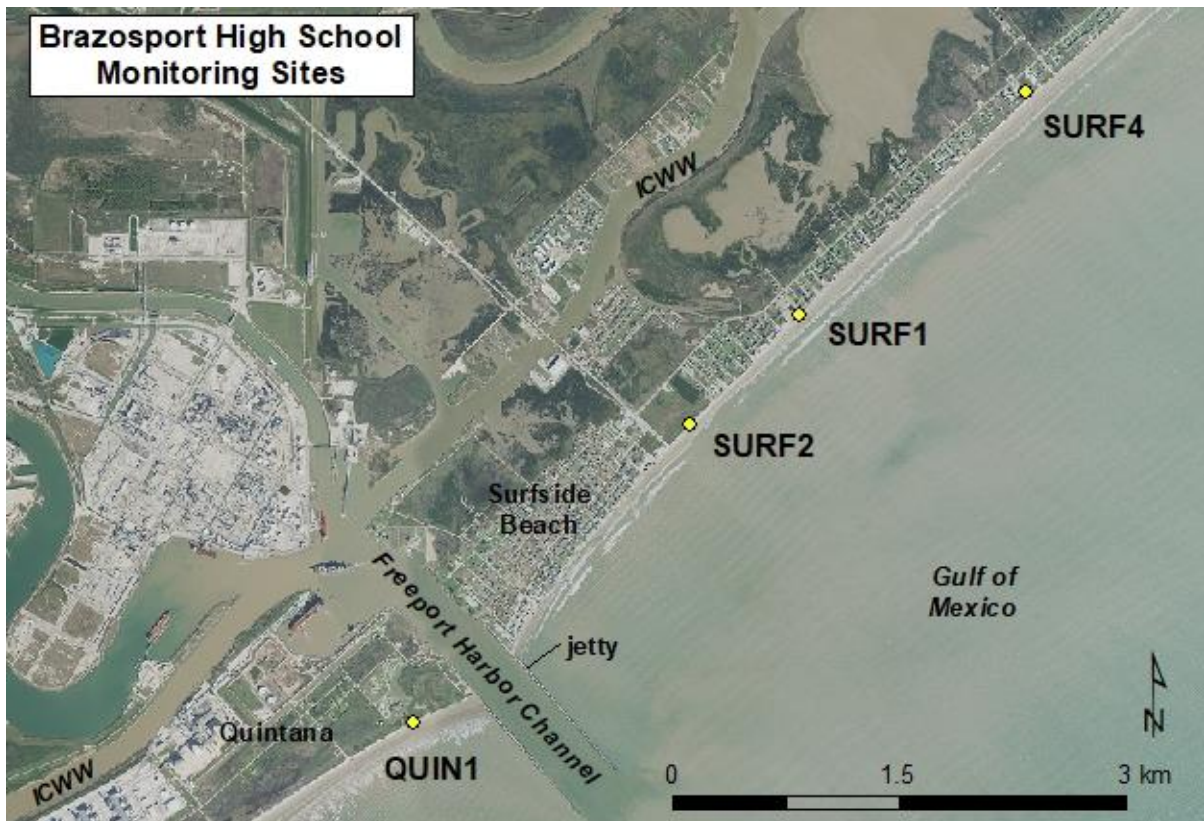 Brazosport High School
Monitoring Sites
SURF4
ICWW
SURF1
SURF2
Surfside
Beach
Gulf of
Mexico
Freeport Harbor Channel
jetty
Quintana
QUIN1
ICWW
N
0 1.5 3 km